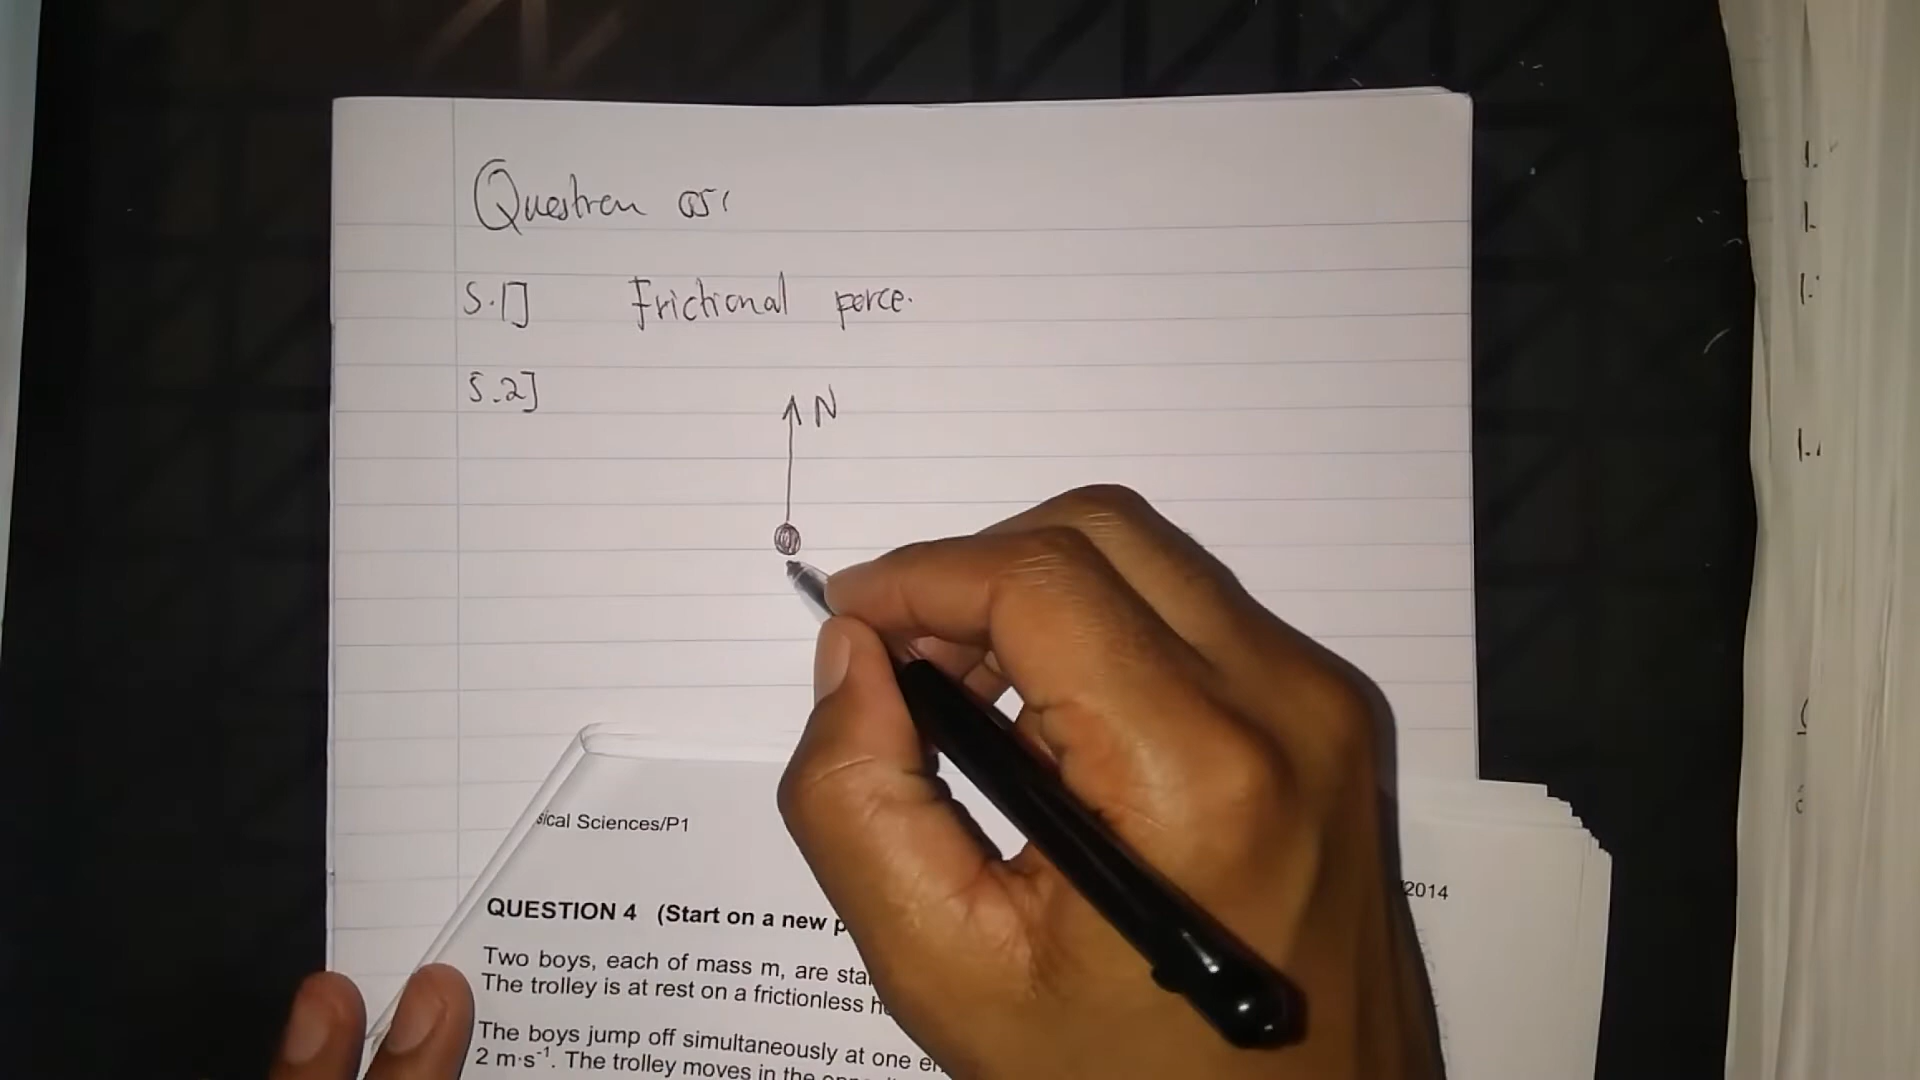 Question 05:
5.1] Frictional force.
5.2]
N
sical Sciences/P1
/2014
QUESTION 4 (Start on a new p
Two boys, each of mass m, are sta
The trolley is at rest on a frictionless h
The boys jump off simultaneously at one en
2 m·s-1. The trolley moves in the oppo